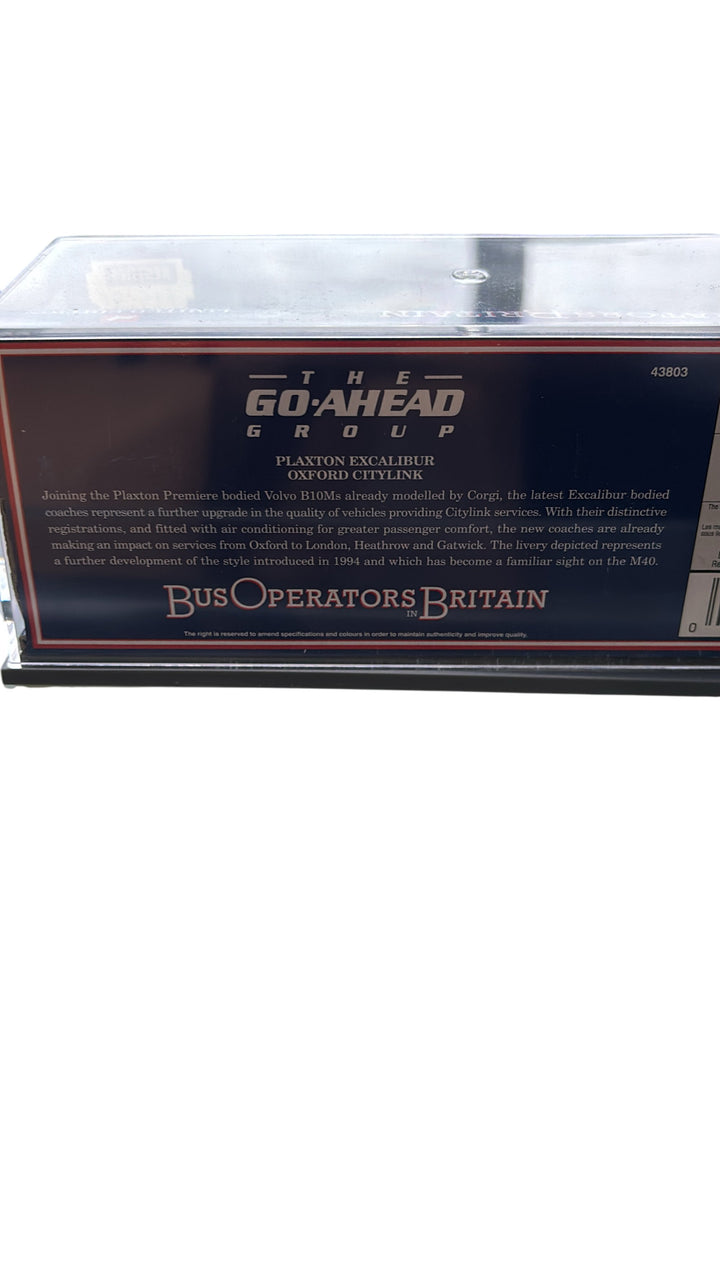 43803
THE
GO·AHEAD
GROUP
PLAXTON EXCALIBUR
OXFORD CITYLINK
Joining the Plaxton Premiere bodied Volvo B10Ms already modelled by Corgi, the latest Excalibur bodied
coaches represent a further upgrade in the quality of vehicles providing Citylink services. With their distinctive
registrations, and fitted with air conditioning for greater passenger comfort, the new coaches are already
making an impact on services from Oxford to London, Heathrow and Gatwick. The livery depicted represents
a further development of the style introduced in 1994 and which has become a familiar sight on the M40.
BUS OPERATORS IN BRITAIN
The right is reserved to amend specifications and colours in order to maintain authenticity and improve quality.
The
Les
0